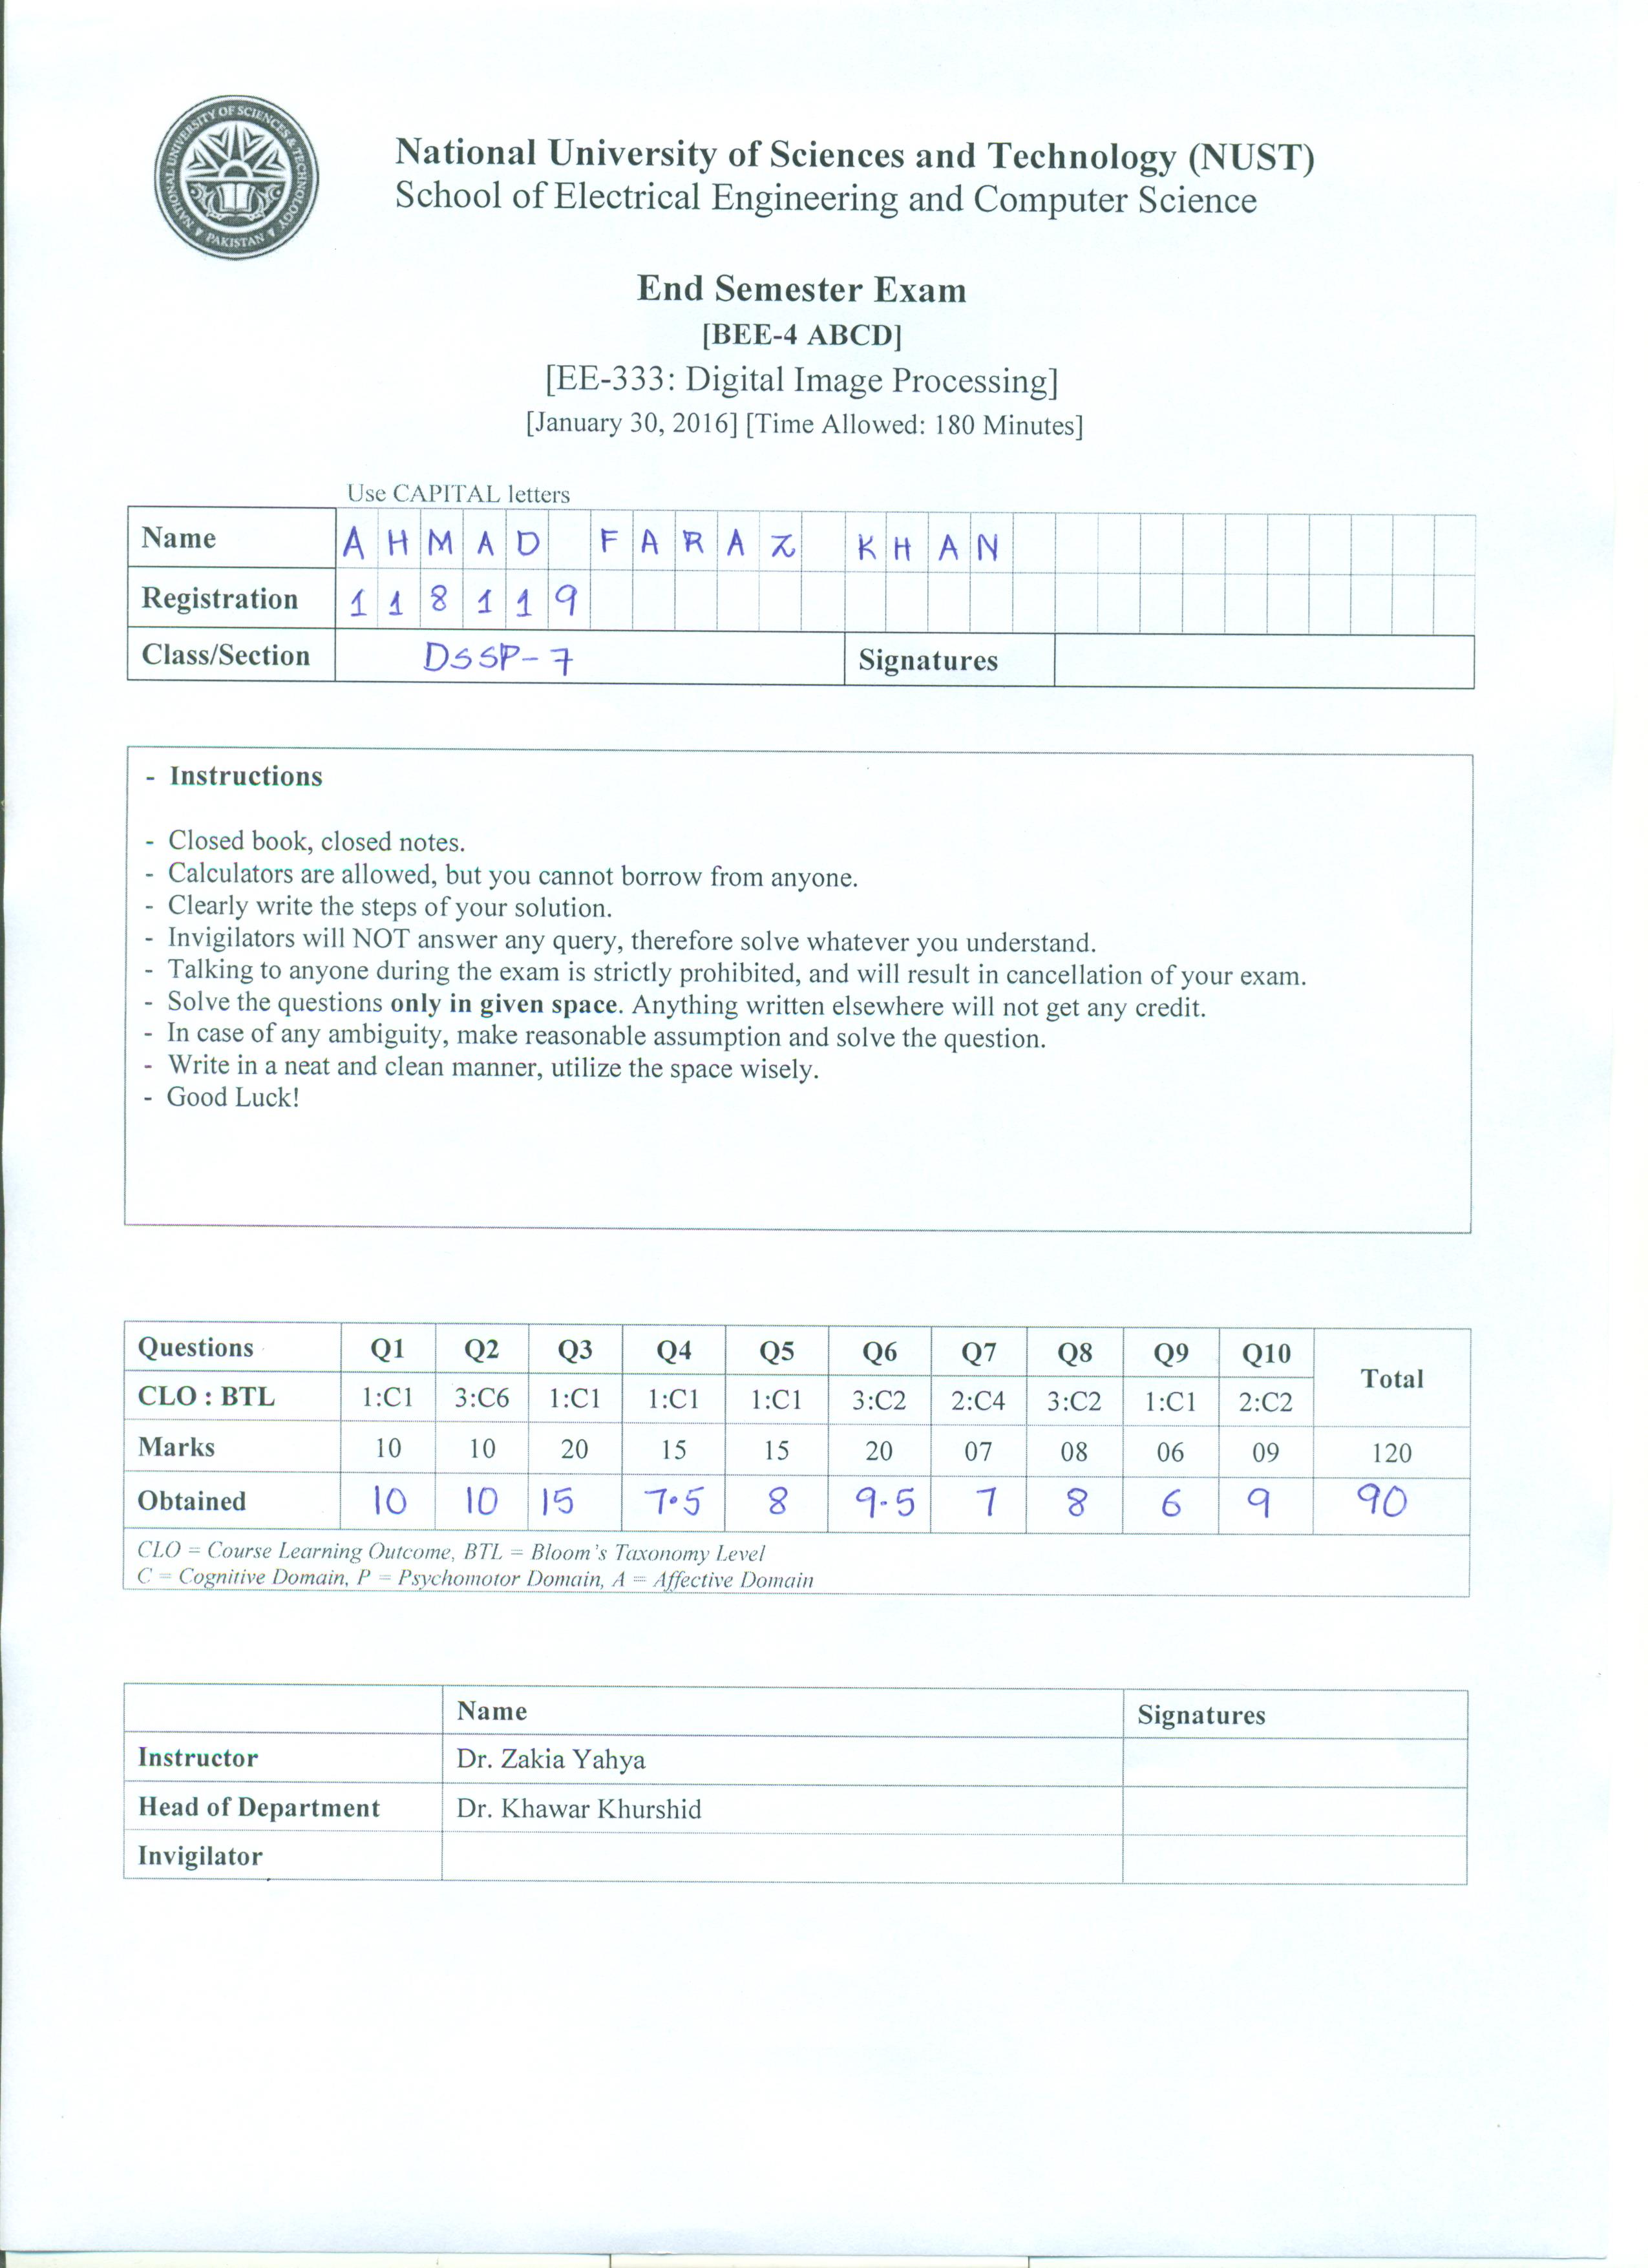 NATIONAL UNIVERSITY OF SCIENCES & TECHNOLOGY
PAKISTAN
National University of Sciences and Technology (NUST)
School of Electrical Engineering and Computer Science
End Semester Exam
[BEE-4 ABCD]
[EE-333: Digital Image Processing]
[January 30, 2016] [Time Allowed: 180 Minutes]
Use CAPITAL letters
Name AHMAD FARAZ KHAN
Registration 118119
Class/Section DSSP-7 Signatures
- Instructions
- Closed book, closed notes.
- Calculators are allowed, but you cannot borrow from anyone.
- Clearly write the steps of your solution.
- Invigilators will NOT answer any query, therefore solve whatever you understand.
- Talking to anyone during the exam is strictly prohibited, and will result in cancellation of your exam.
- Solve the questions only in given space. Anything written elsewhere will not get any credit.
- In case of any ambiguity, make reasonable assumption and solve the question.
- Write in a neat and clean manner, utilize the space wisely.
- Good Luck!
Questions Q1 Q2 Q3 Q4 Q5 Q6 Q7 Q8 Q9 Q10 Total
CLO : BTL 1:C1 3:C6 1:C1 1:C1 1:C1 3:C2 2:C4 3:C2 1:C1 2:C2
Marks 10 10 20 15 15 20 07 08 06 09 120
Obtained 10 10 15 7.5 8 9.5 7 8 6 9 90
CLO = Course Learning Outcome, BTL = Bloom's Taxonomy Level
C = Cognitive Domain, P = Psychomotor Domain, A = Affective Domain
Name Signatures
Instructor Dr. Zakia Yahya
Head of Department Dr. Khawar Khurshid
Invigilator